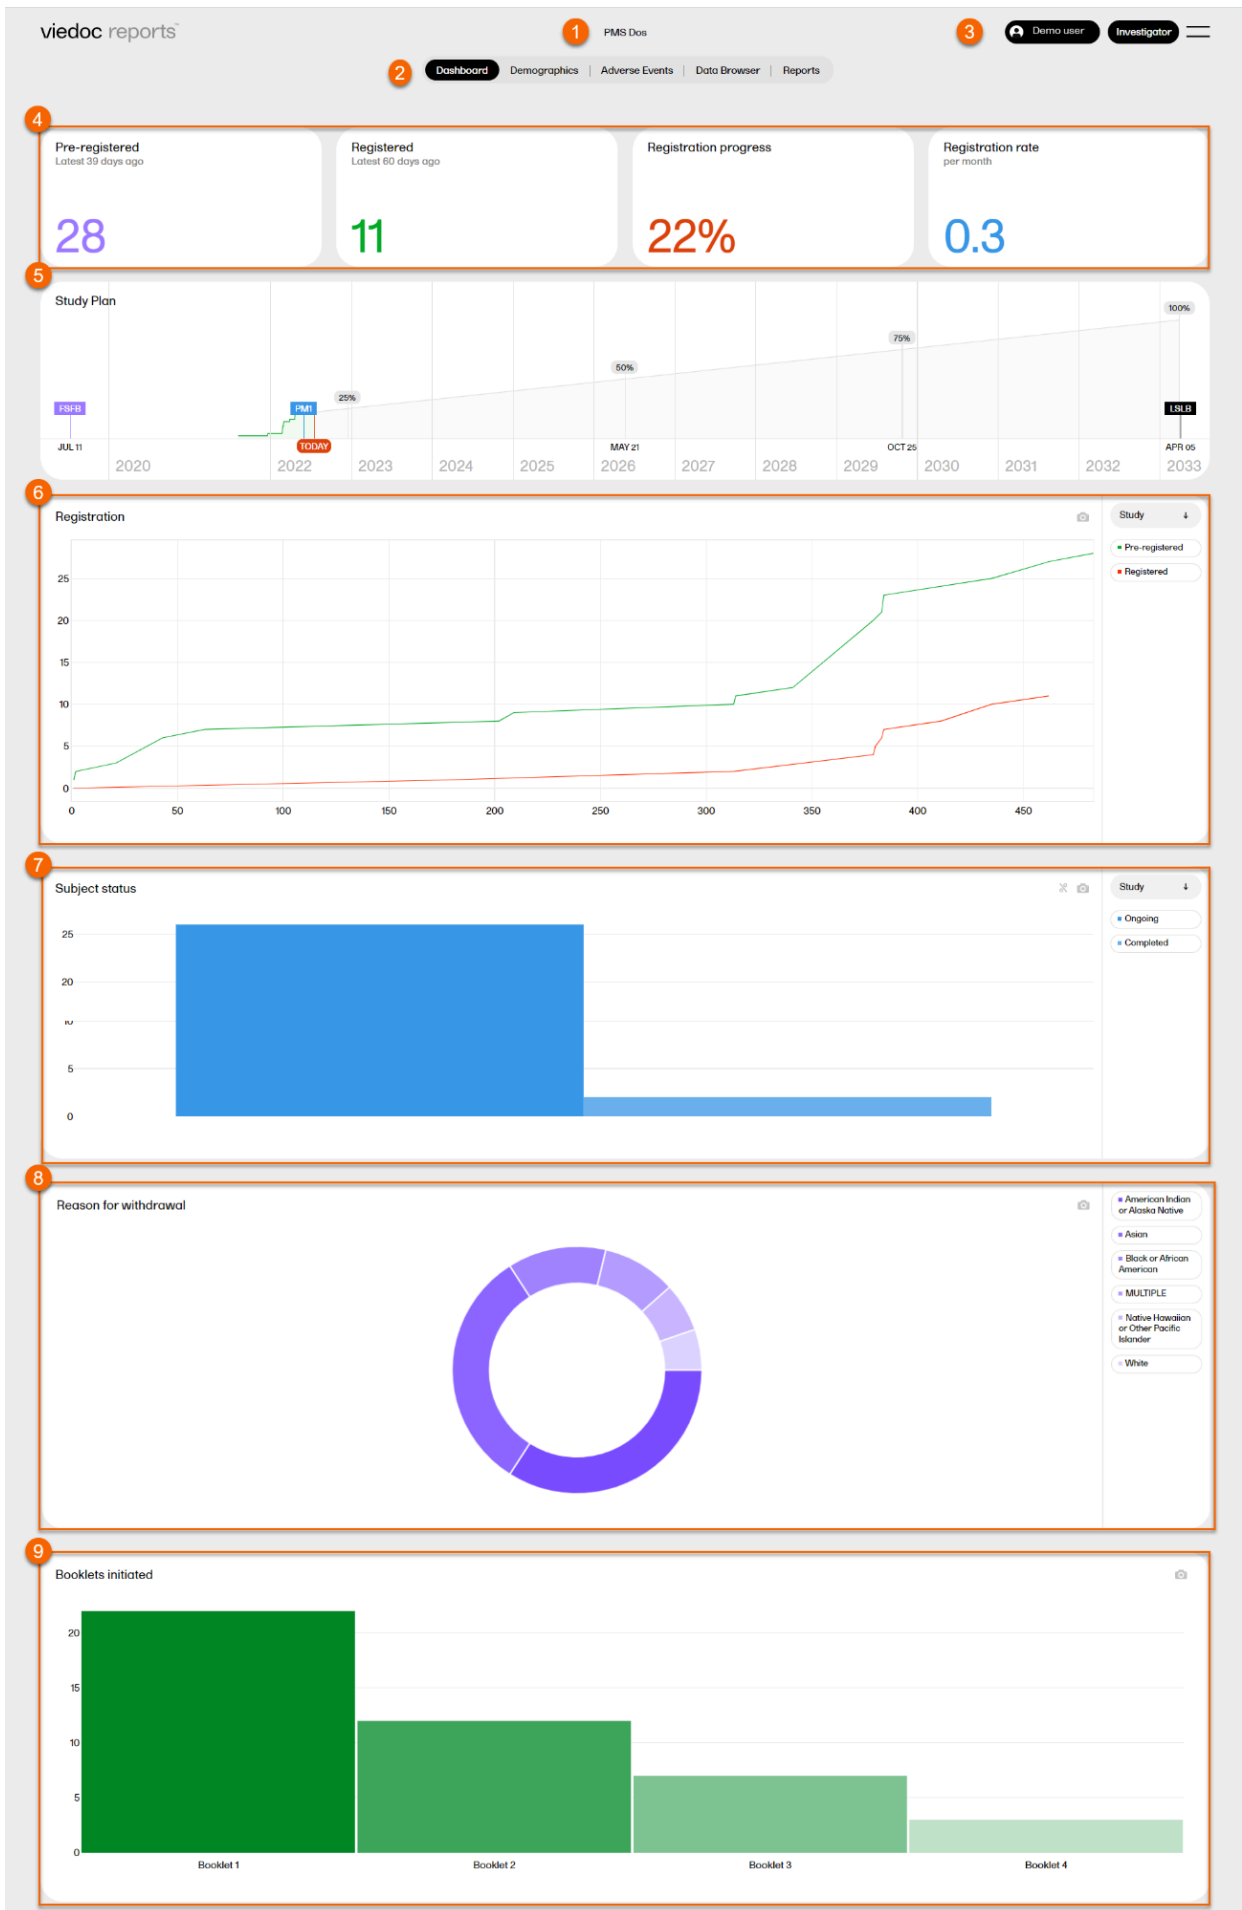 viedoc reports™
1
PMS Dos
3
Demo user
Investigator
2
Dashboard
Demographics
Adverse Events
Data Browser
Reports
4
Pre-registered
Latest 39 days ago
28
Registered
Latest 60 days ago
11
Registration progress
22%
Registration rate
per month
0.3
5
Study Plan
100%
75%
50%
25%
FSFB
PM1
LSLB
JUL 11
TODAY
MAY 21
OCT 25
APR 05
2020
2022
2023
2024
2025
2026
2027
2028
2029
2030
2031
2032
2033
6
Registration
Study
Pre-registered
Registered
25
20
15
10
5
0
0
50
100
150
200
250
300
350
400
450
7
Subject status
Study
Ongoing
Completed
25
20
10
5
0
8
Reason for withdrawal
American Indian
or Alaska Native
Asian
Black or African
American
MULTIPLE
Native Hawaiian
or Other Pacific
Islander
White
9
Booklets initiated
20
15
10
5
0
Booklet 1
Booklet 2
Booklet 3
Booklet 4